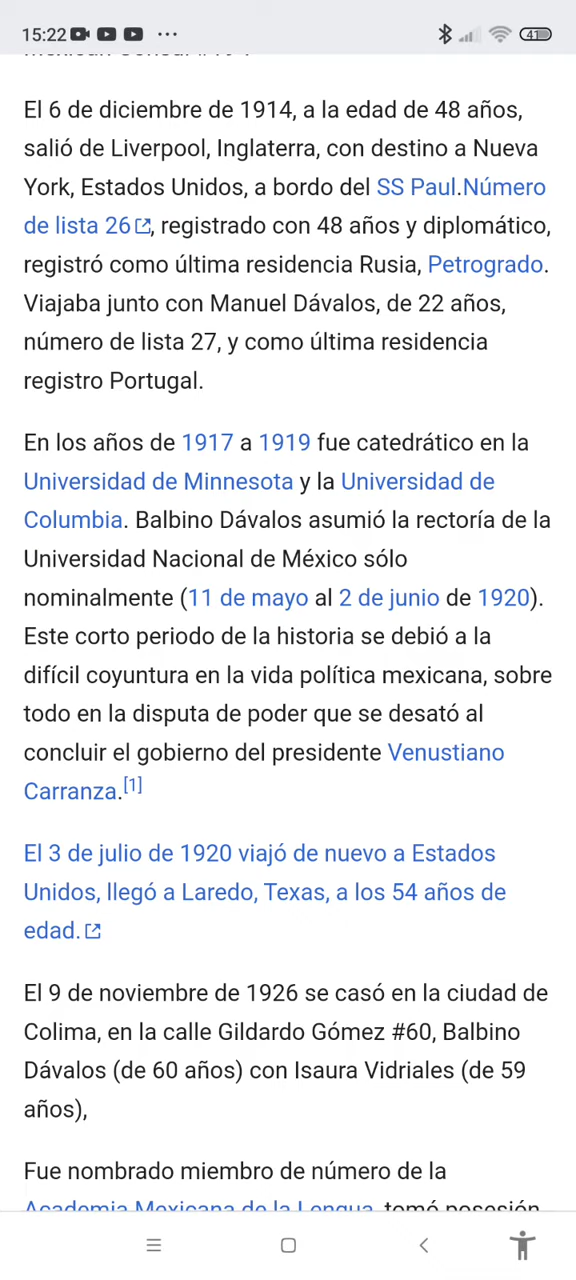 15:22
41
El 6 de diciembre de 1914, a la edad de 48 años,
salió de Liverpool, Inglaterra, con destino a Nueva
York, Estados Unidos, a bordo del SS Paul.Número
de lista 26, registrado con 48 años y diplomático,
registró como última residencia Rusia, Petrogrado.
Viajaba junto con Manuel Dávalos, de 22 años,
número de lista 27, y como última residencia
registro Portugal.
En los años de 1917 a 1919 fue catedrático en la
Universidad de Minnesota y la Universidad de
Columbia. Balbino Dávalos asumió la rectoría de la
Universidad Nacional de México sólo
nominalmente (11 de mayo al 2 de junio de 1920).
Este corto periodo de la historia se debió a la
difícil coyuntura en la vida política mexicana, sobre
todo en la disputa de poder que se desató al
concluir el gobierno del presidente Venustiano
Carranza.[1]
El 3 de julio de 1920 viajó de nuevo a Estados
Unidos, llegó a Laredo, Texas, a los 54 años de
edad.
El 9 de noviembre de 1926 se casó en la ciudad de
Colima, en la calle Gildardo Gómez #60, Balbino
Dávalos (de 60 años) con Isaura Vidriales (de 59
años),
Fue nombrado miembro de número de la
Academia Mexicana de la Lengua, tomó posesión